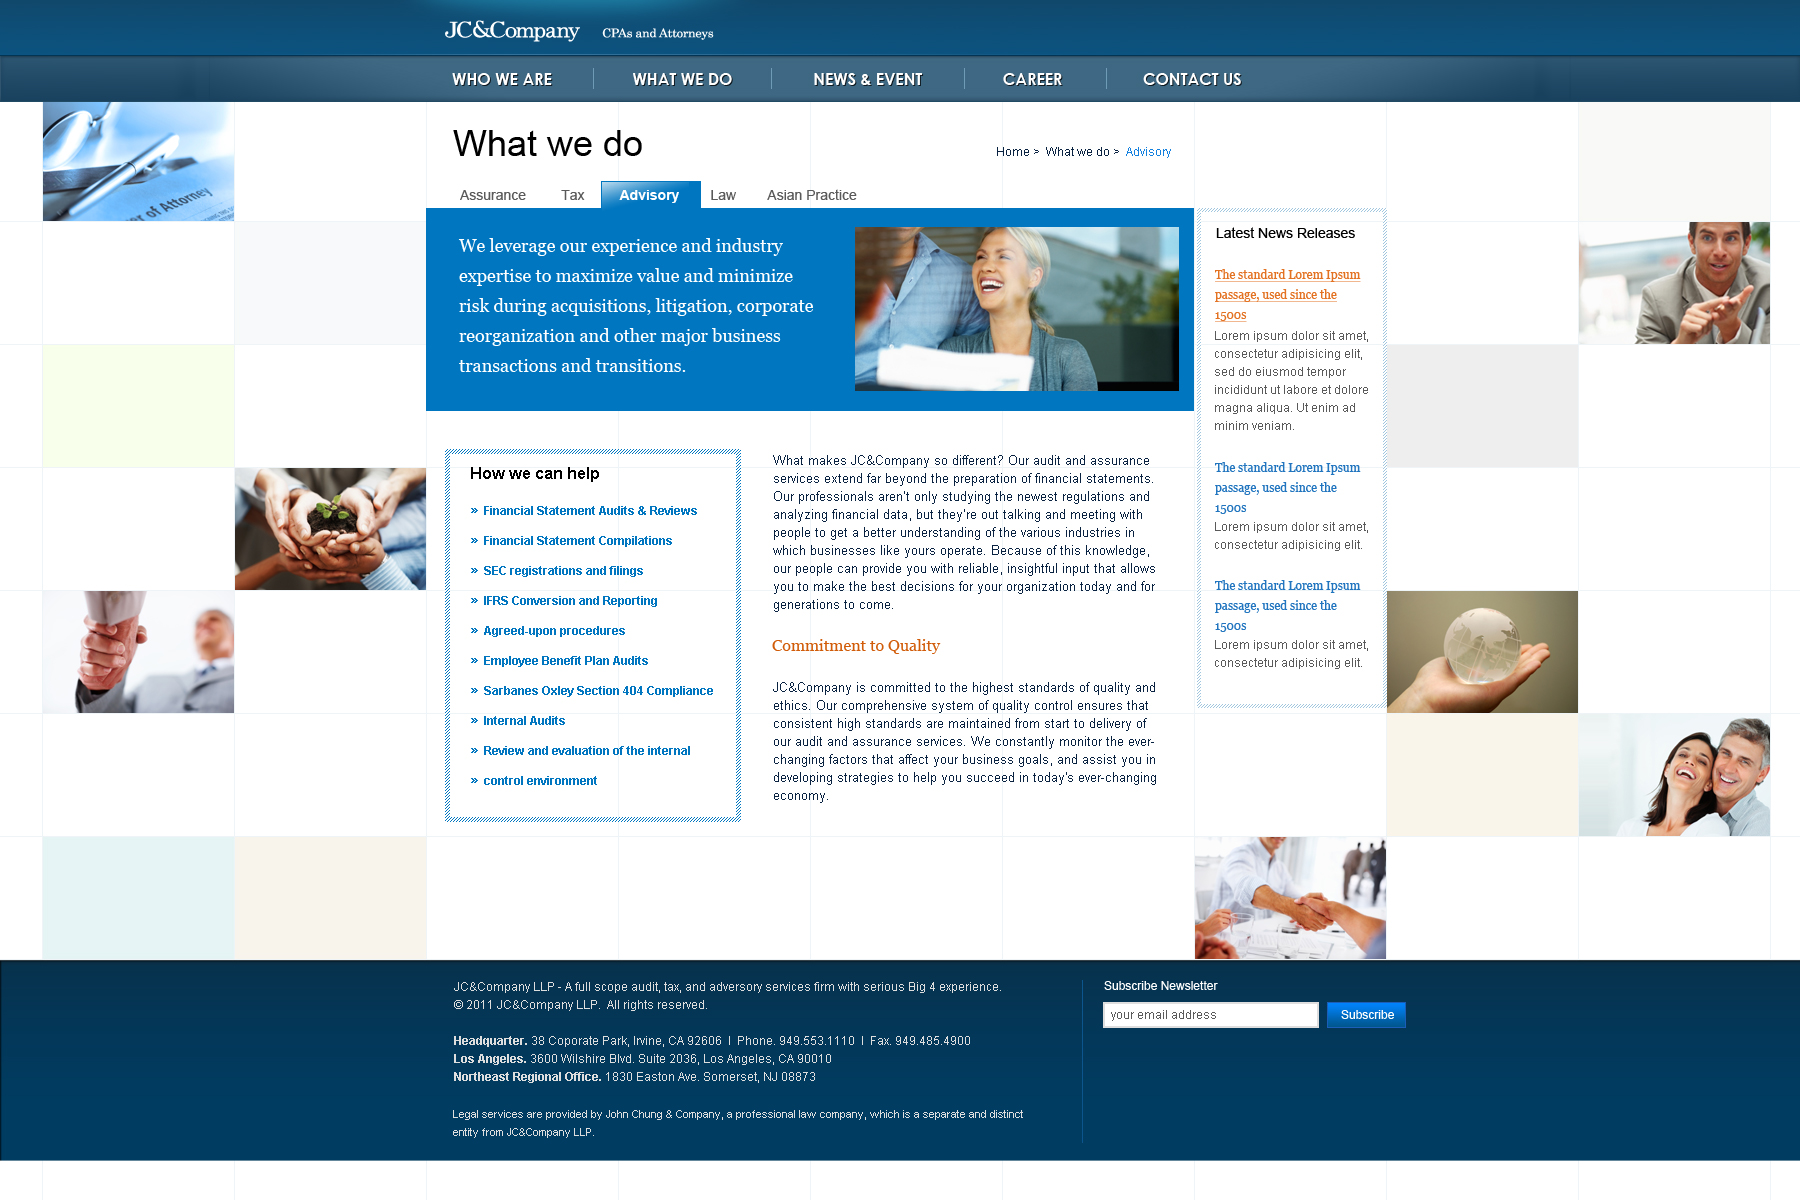 JC&Company CPAs and Attorneys
WHO WE ARE
WHAT WE DO
NEWS & EVENT
CAREER
CONTACT US
er of Attorney
What we do
Home > What we do > Advisory
Assurance
Tax
Advisory
Law
Asian Practice
We leverage our experience and industry
expertise to maximize value and minimize
risk during acquisitions, litigation, corporate
reorganization and other major business
transactions and transitions.
Latest News Releases
The standard Lorem Ipsum
passage, used since the
1500s
Lorem ipsum dolor sit amet,
consectetur adipisicing elit,
sed do eiusmod tempor
incididunt ut labore et dolore
magna aliqua. Ut enim ad
minim veniam.
The standard Lorem Ipsum
passage, used since the
1500s
Lorem ipsum dolor sit amet,
consectetur adipisicing elit.
The standard Lorem Ipsum
passage, used since the
1500s
Lorem ipsum dolor sit amet,
consectetur adipisicing elit.
How we can help
» Financial Statement Audits & Reviews
» Financial Statement Compilations
» SEC registrations and filings
» IFRS Conversion and Reporting
» Agreed-upon procedures
» Employee Benefit Plan Audits
» Sarbanes Oxley Section 404 Compliance
» Internal Audits
» Review and evaluation of the internal
» control environment
What makes JC&Company so different? Our audit and assurance
services extend far beyond the preparation of financial statements.
Our professionals aren't only studying the newest regulations and
analyzing financial data, but they're out talking and meeting with
people to get a better understanding of the various industries in
which businesses like yours operate. Because of this knowledge,
our people can provide you with reliable, insightful input that allows
you to make the best decisions for your organization today and for
generations to come.
Commitment to Quality
JC&Company is committed to the highest standards of quality and
ethics. Our comprehensive system of quality control ensures that
consistent high standards are maintained from start to delivery of
our audit and assurance services. We constantly monitor the ever-
changing factors that affect your business goals, and assist you in
developing strategies to help you succeed in today's ever-changing
economy.
JC&Company LLP - A full scope audit, tax, and adversory services firm with serious Big 4 experience.
© 2011 JC&Company LLP. All rights reserved.
Headquarter. 38 Coporate Park, Irvine, CA 92606 | Phone. 949.553.1110 | Fax. 949.485.4900
Los Angeles. 3600 Wilshire Blvd. Suite 2036, Los Angeles, CA 90010
Northeast Regional Office. 1830 Easton Ave. Somerset, NJ 08873
Legal services are provided by John Chung & Company, a professional law company, which is a separate and distinct
entity from JC&Company LLP.
Subscribe Newsletter
your email address
Subscribe